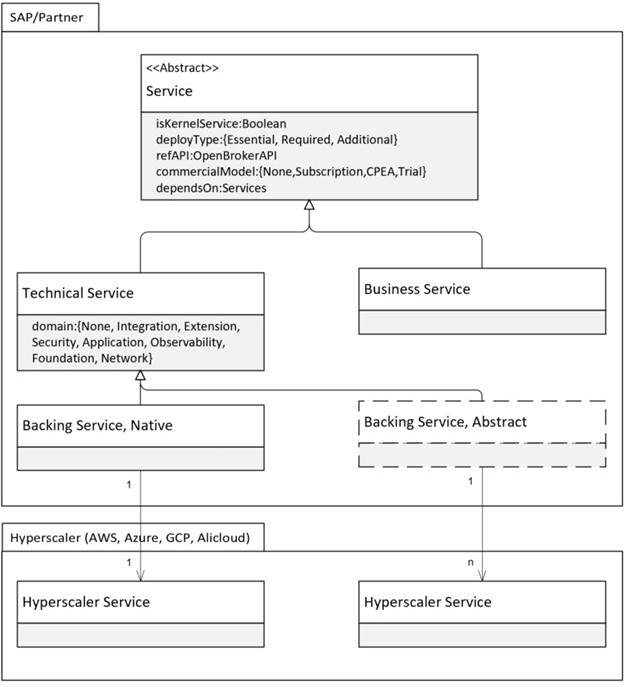 SAP/Partner
<<Abstract>>
Service
isKernelService:Boolean
deployType:{Essential, Required, Additional}
refAPI:OpenBrokerAPI
commercialModel:{None,Subscription,CPEA,Trial}
dependsOn:Services
Technical Service
domain:{None, Integration, Extension,
Security, Application, Observability,
Foundation, Network}
Business Service
Backing Service, Native
Backing Service, Abstract
1
1
Hyperscaler (AWS, Azure, GCP, Alicloud)
1
n
Hyperscaler Service
Hyperscaler Service